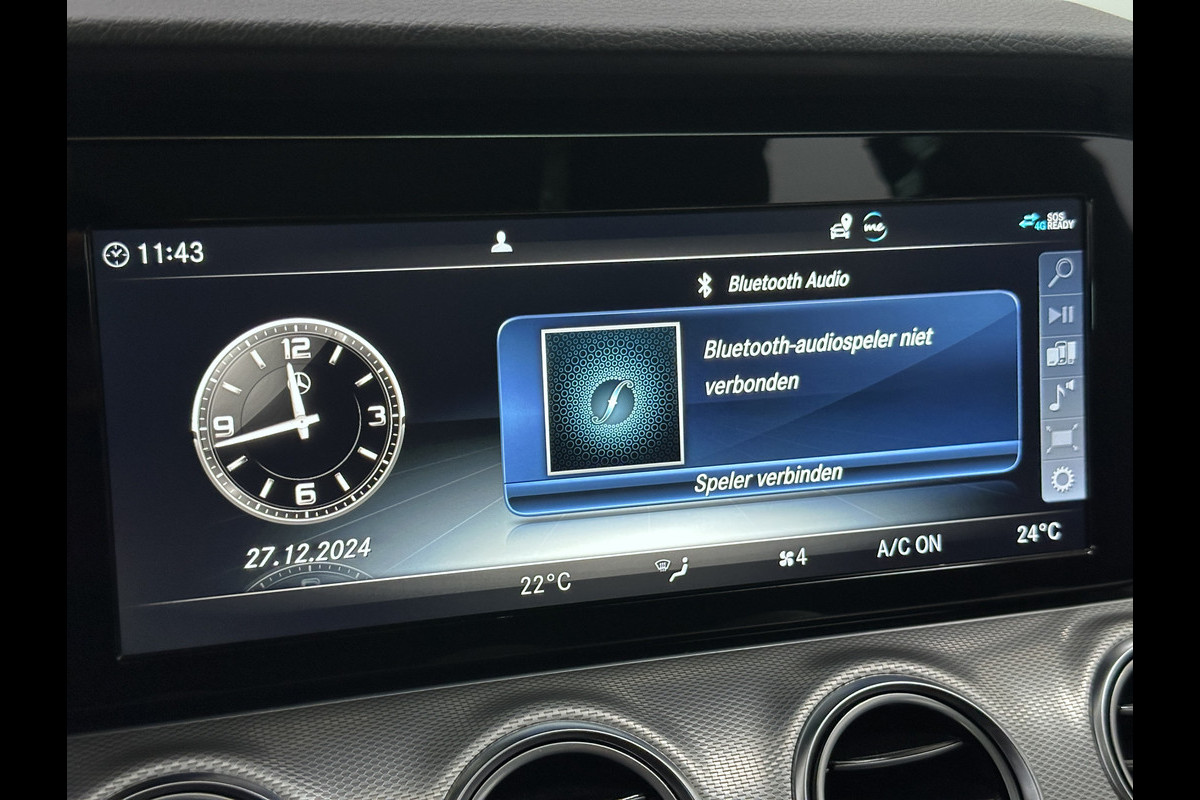 11:43
me
SOS
4G READY
Bluetooth Audio
12
9
3
6
Bluetooth-audiospeler niet
verbonden
Speler verbinden
27.12.2024
22°C
4
A/C ON
24°C